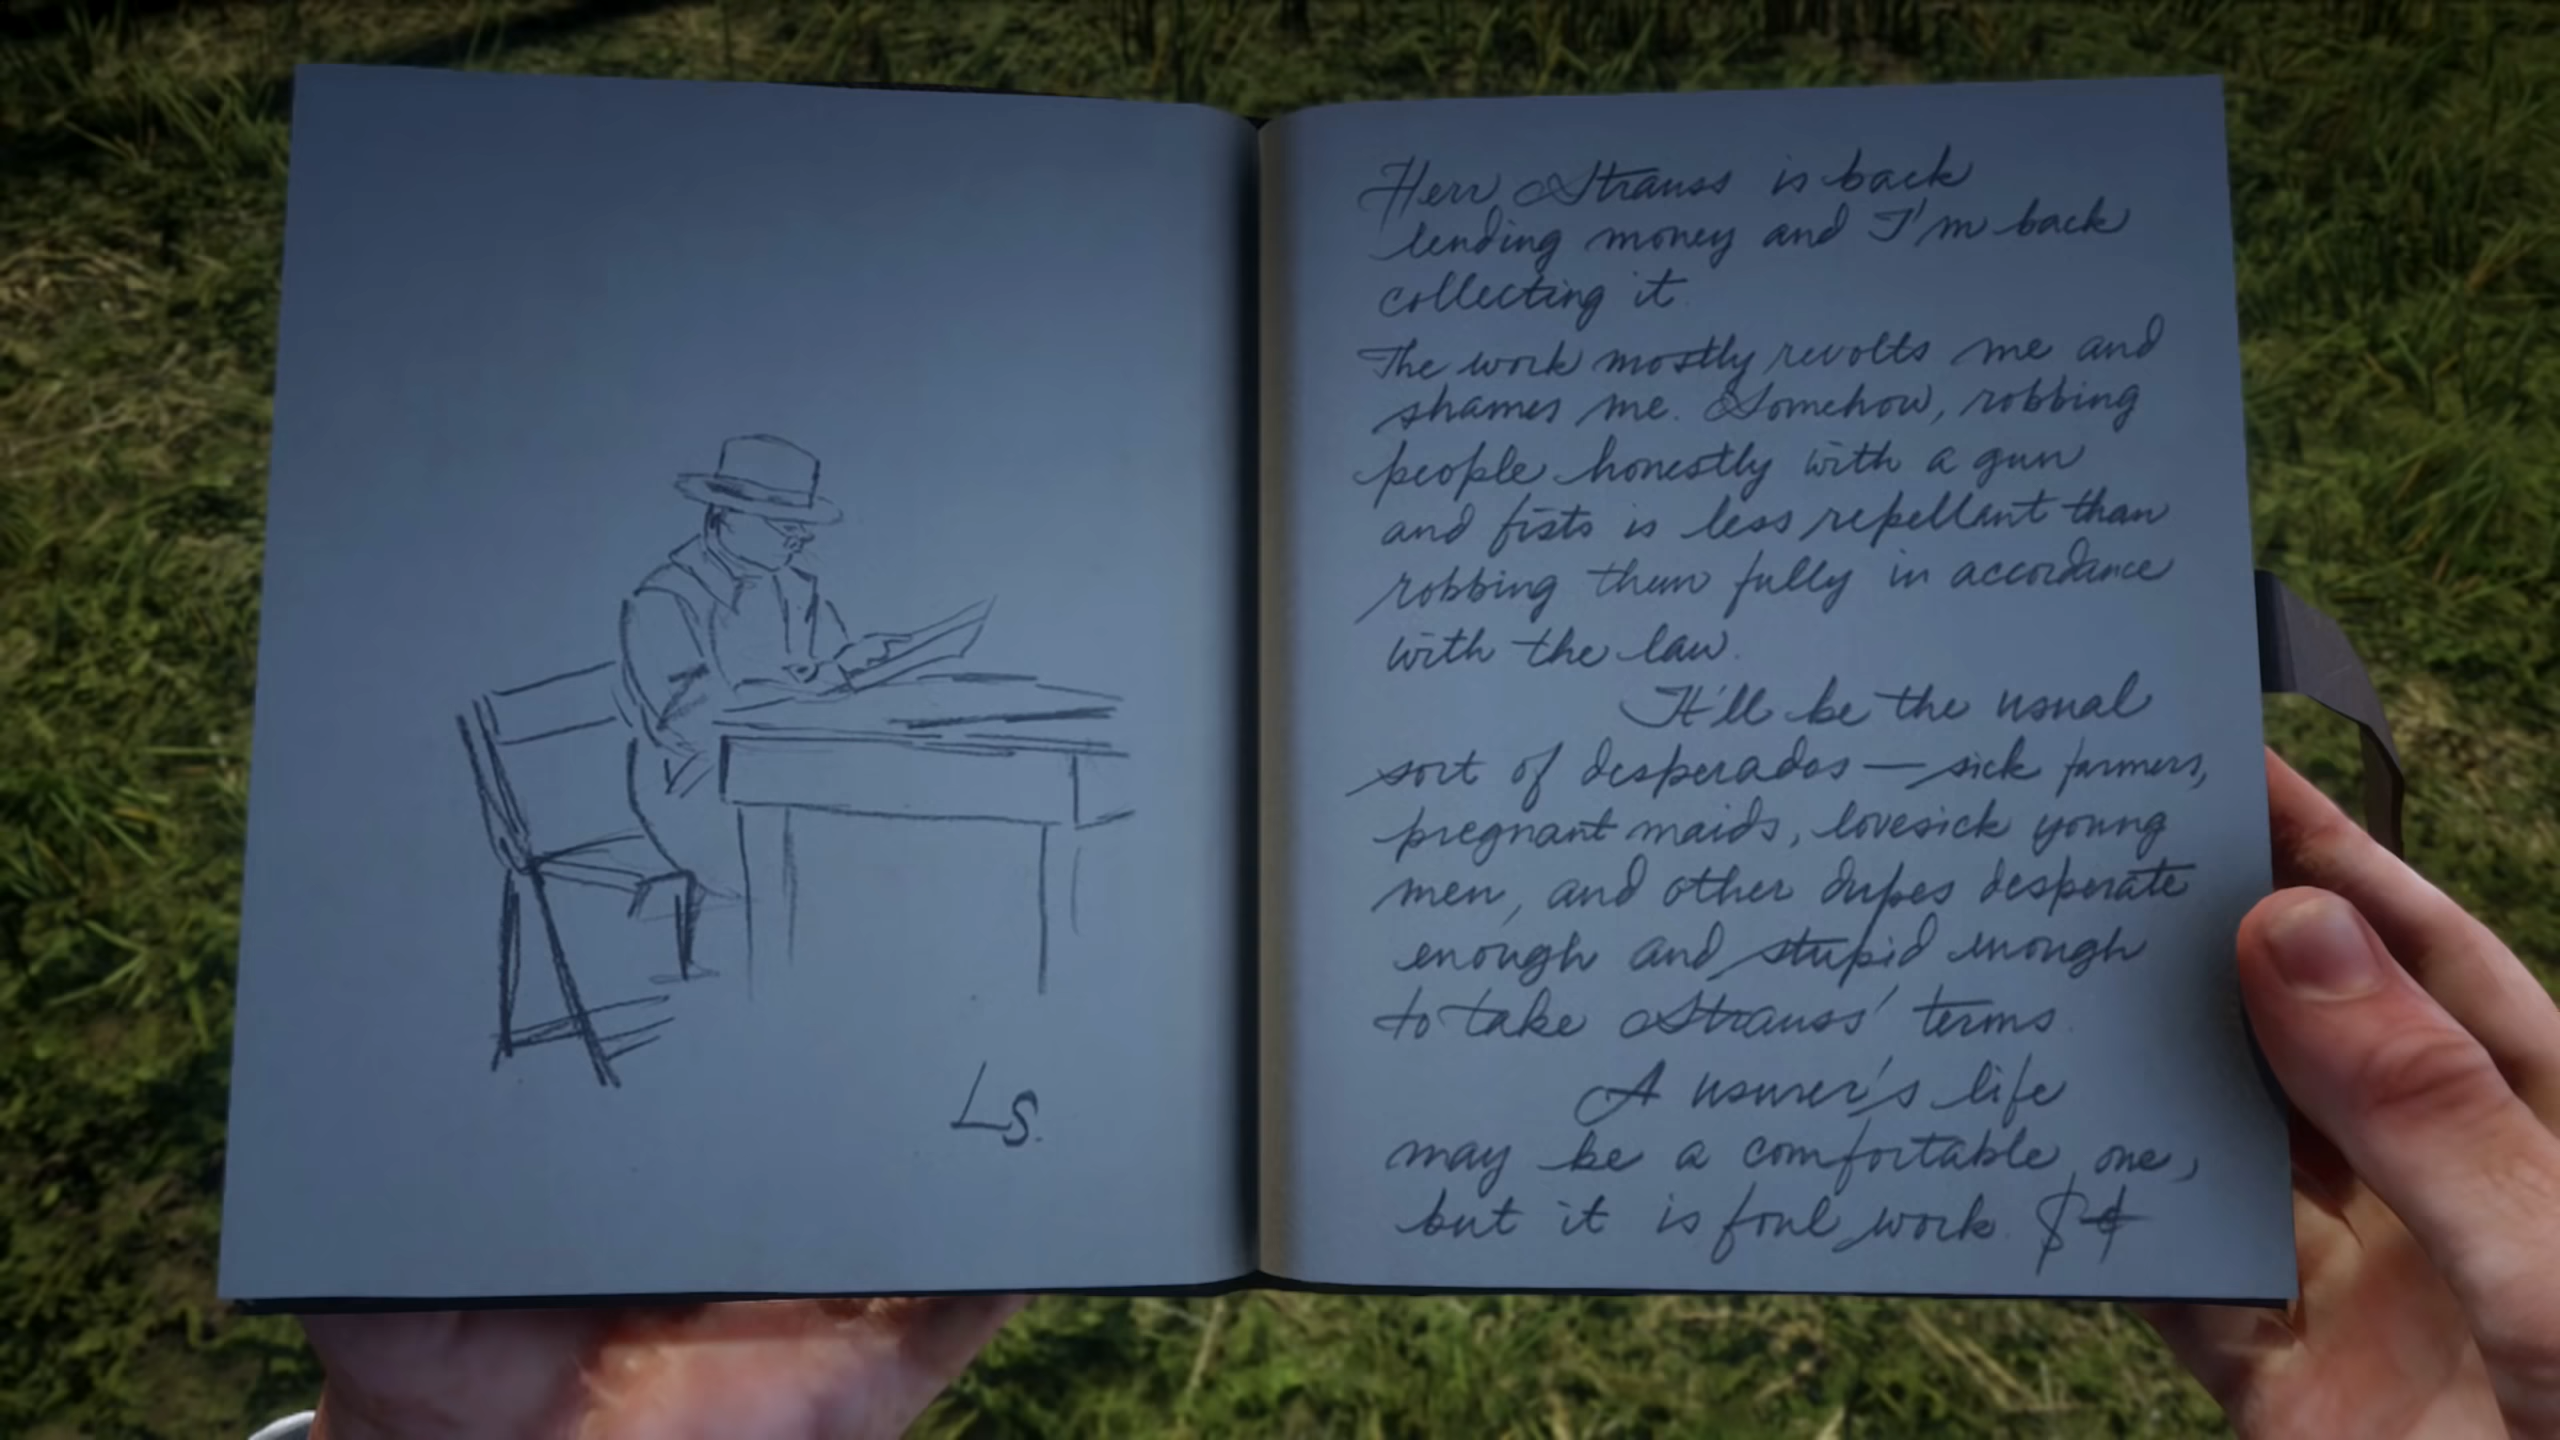 LS.
Herr Strauss is back
lending money and I'm back
collecting it.
The work mostly revolts me and
shames me. Somehow, robbing
people honestly with a gun
and fists is less repellant than
robbing them fully in accordance
with the law.
It'll be the usual
sort of desperados — sick farmers,
pregnant maids, lovesick young
men, and other dupes desperate
enough and stupid enough
to take Strauss' terms.
A usurer's life
may be a comfortable one,
but it is foul work. $ ¢